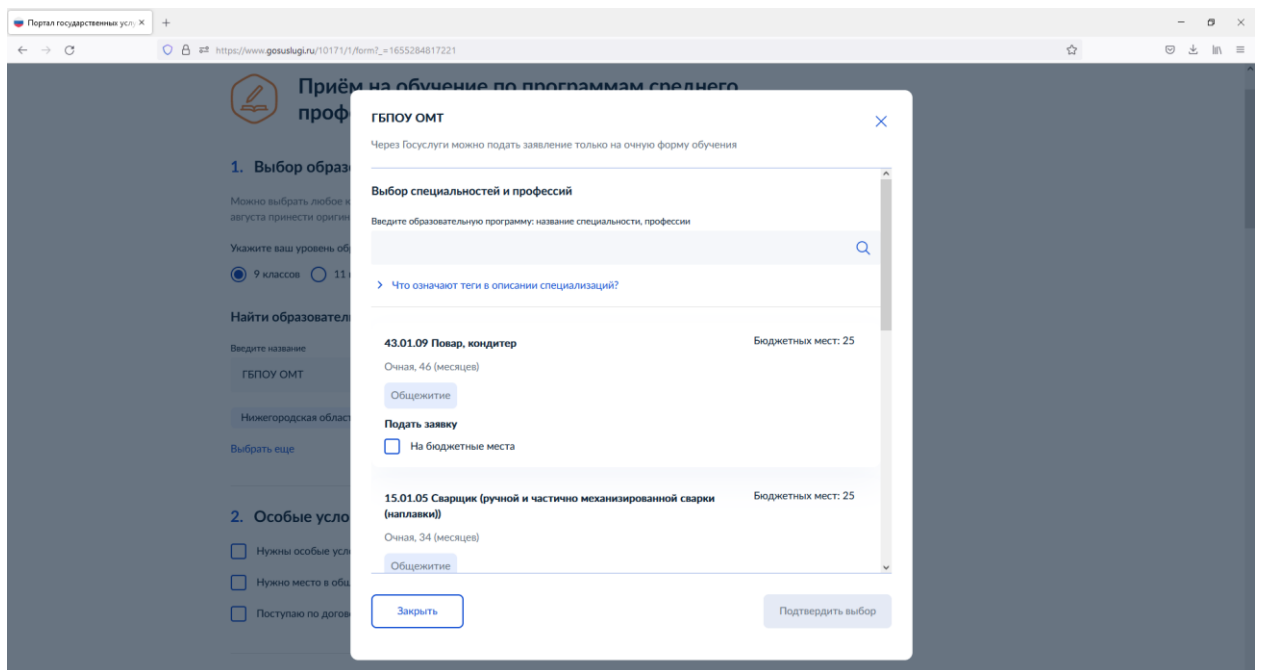 Портал государственных услу
https://www.gosuslugi.ru/10171/1/form?_=1655284817221
Приём на обучение по программам среднего
проф
1. Выбор образо
Можно выбрать любое к
августа принести оригин
Укажите ваш уровень об
9 классов 11
Найти образовател
Введите название
ГБПОУ ОМТ
Нижегородская област
Выбрать еще
2. Особые усло
Нужны особые усл
Нужно место в общ
Поступаю по догов
ГБПОУ ОМТ
Через Госуслуги можно подать заявление только на очную форму обучения
Выбор специальностей и профессий
Введите образовательную программу: название специальности, профессии
Что означают теги в описании специализаций?
43.01.09 Повар, кондитер
Бюджетных мест: 25
Очная, 46 (месяцев)
Общежитие
Подать заявку
На бюджетные места
15.01.05 Сварщик (ручной и частично механизированной сварки
(наплавки))
Бюджетных мест: 25
Очная, 34 (месяцев)
Общежитие
Закрыть
Подтвердить выбор